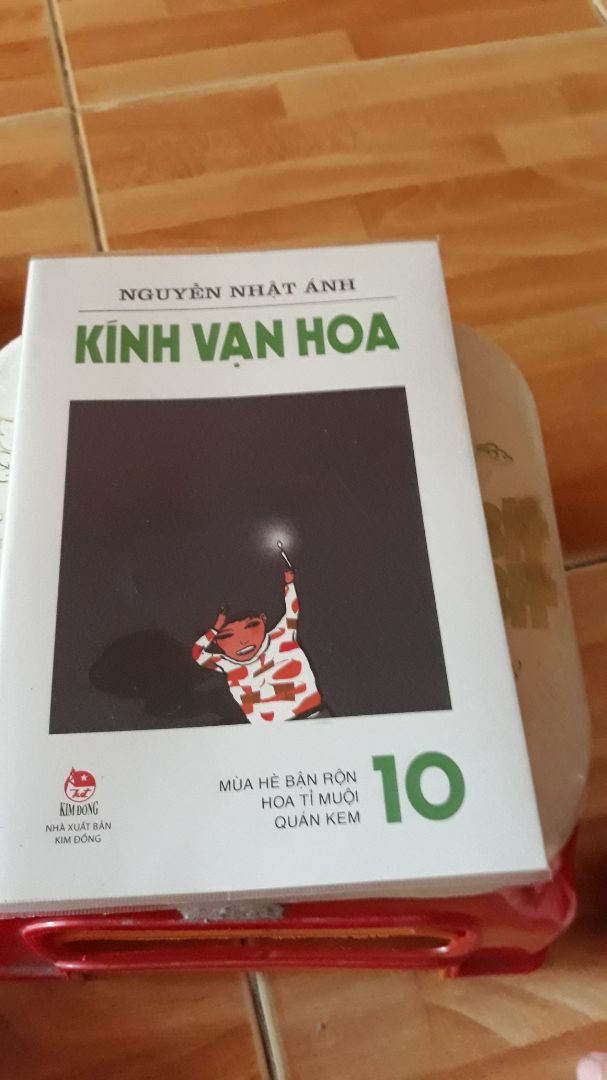 NGUYỄN NHẬT ÁNH
KÍNH VẠN HOA
MÙA HÈ BẬN RỘN
HOA TỈ MUỘI
QUÁN KEM
10
KIM ĐỒNG
NHÀ XUẤT BẢN
KIM ĐỒNG